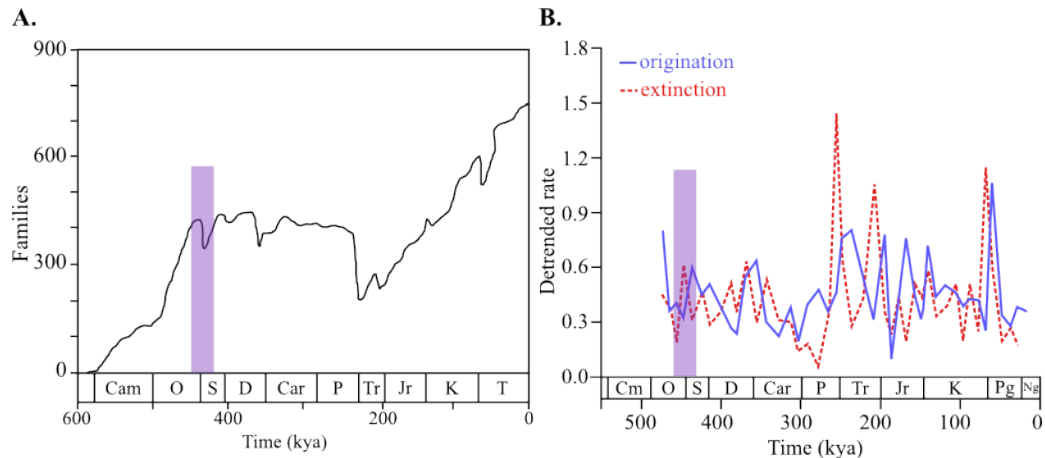 A.
900
600
300
0
Families
Cam O S D Car P Tr Jr K T
600 400 200 0
Time (kya)
B.
1.8
1.5
1.2
0.9
0.6
0.3
0.0
Detrended rate
origination
extinction
Cm O S D Car P Tr Jr K Pg Ng
500 400 300 200 100 0
Time (kya)